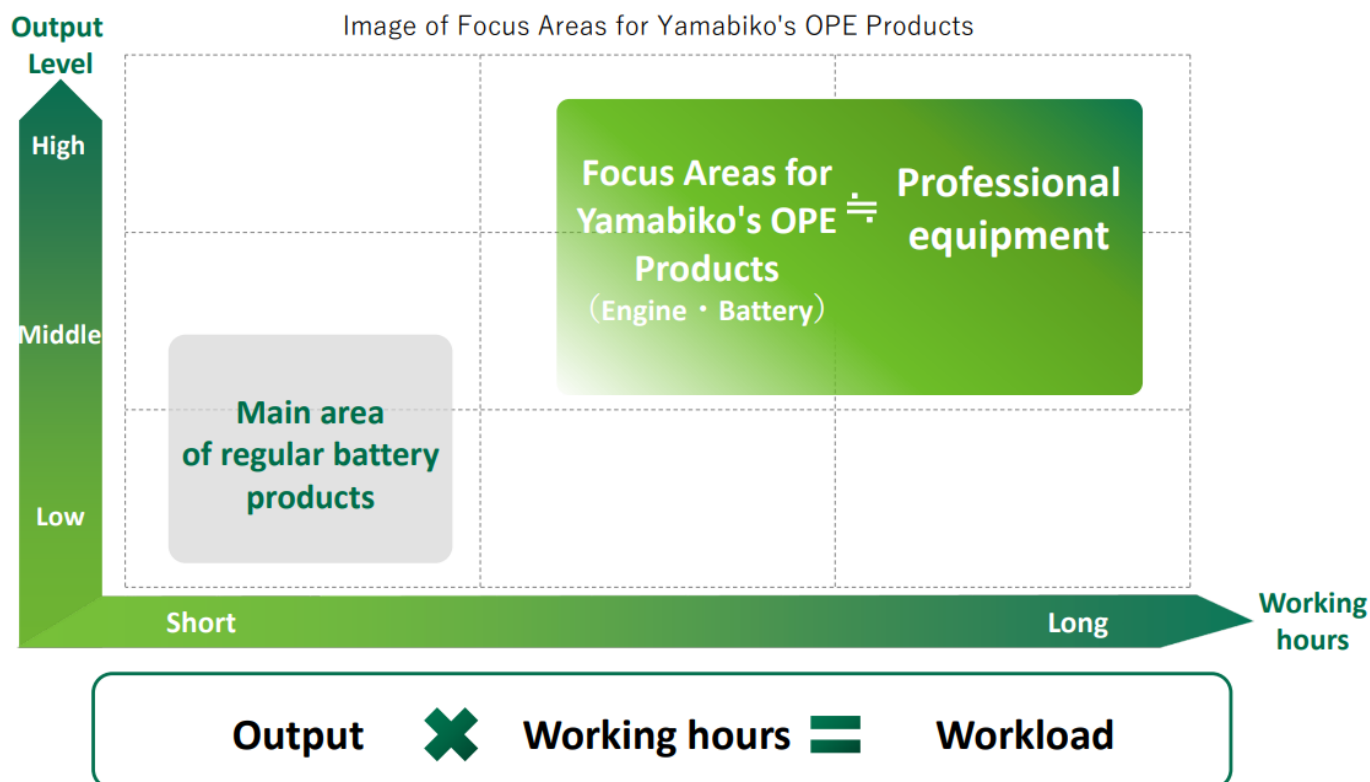 Image of Focus Areas for Yamabiko's OPE Products
Output
Level
High
Middle
Low
Focus Areas for
Yamabiko's OPE
Products
（Engine・Battery）
≒
Professional
equipment
Main area
of regular battery
products
Short
Long
Working
hours
Output ✖ Working hours = Workload